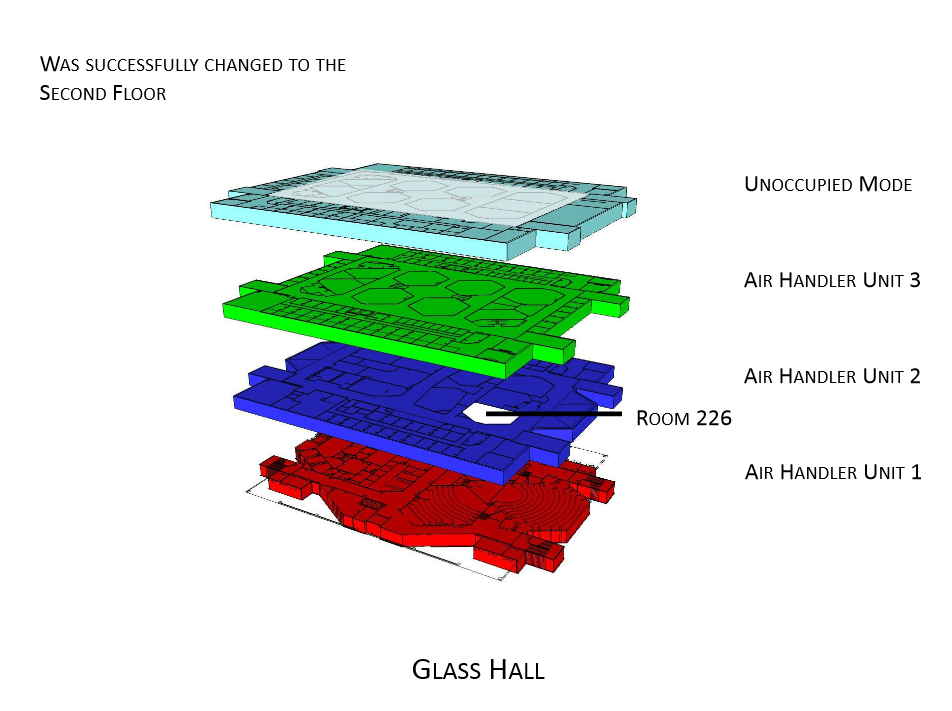 Was successfully changed to the
Second Floor
Unoccupied Mode
Air Handler Unit 3
Air Handler Unit 2
Room 226
Air Handler Unit 1
Glass Hall